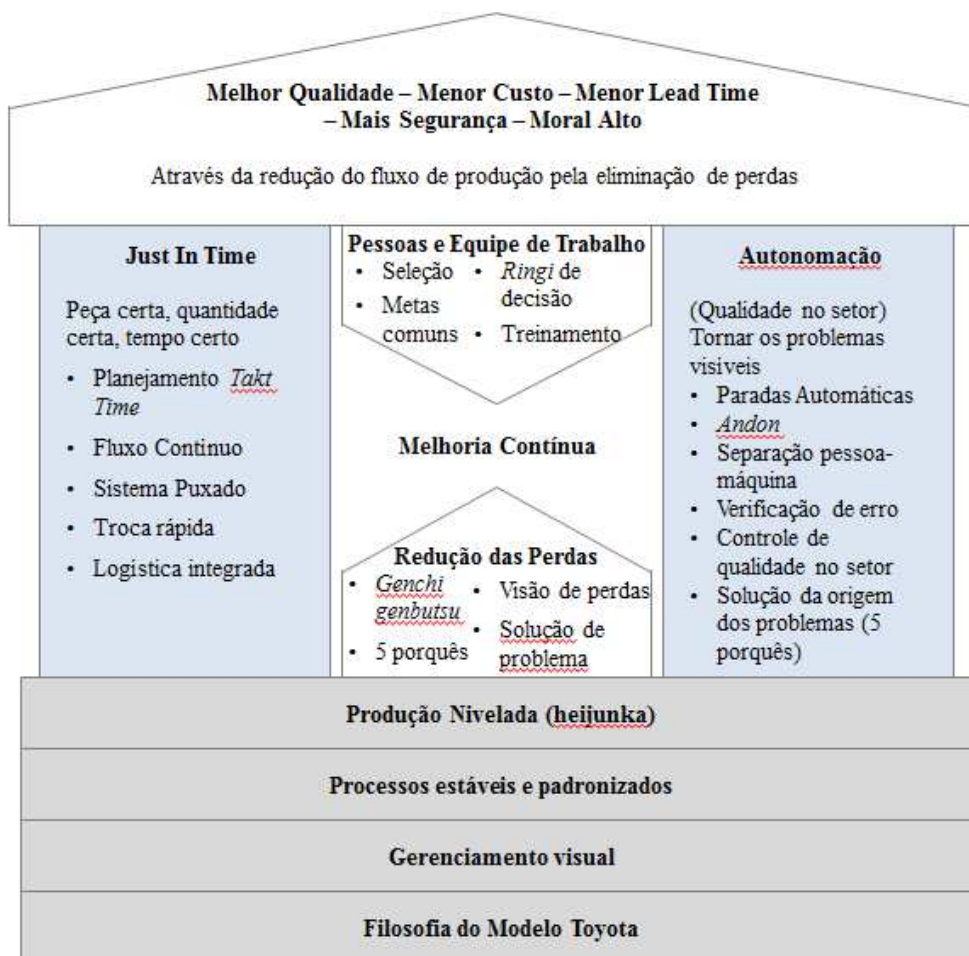 Melhor Qualidade – Menor Custo – Menor Lead Time
– Mais Segurança – Moral Alto
Através da redução do fluxo de produção pela eliminação de perdas
Just In Time
Peça certa, quantidade
certa, tempo certo
• Planejamento Takt
Time
• Fluxo Continuo
• Sistema Puxado
• Troca rápida
• Logistica integrada
Pessoas e Equipe de Trabalho
• Seleção
• Metas
comuns
• Ringi de
decisão
• Treinamento
Melhoria Contínua
Redução das Perdas
• Genchi
genbutsu
• 5 porquês
• Visão de perdas
• Solução de
problema
Autonomação
(Qualidade no setor)
Tornar os problemas
visíveis
• Paradas Automáticas
• Andon
• Separação pessoa-
máquina
• Verificação de erro
• Controle de
qualidade no setor
• Solução da origem
dos problemas (5
porquês)
Produção Nivelada (heijunka)
Processos estáveis e padronizados
Gerenciamento visual
Filosofia do Modelo Toyota